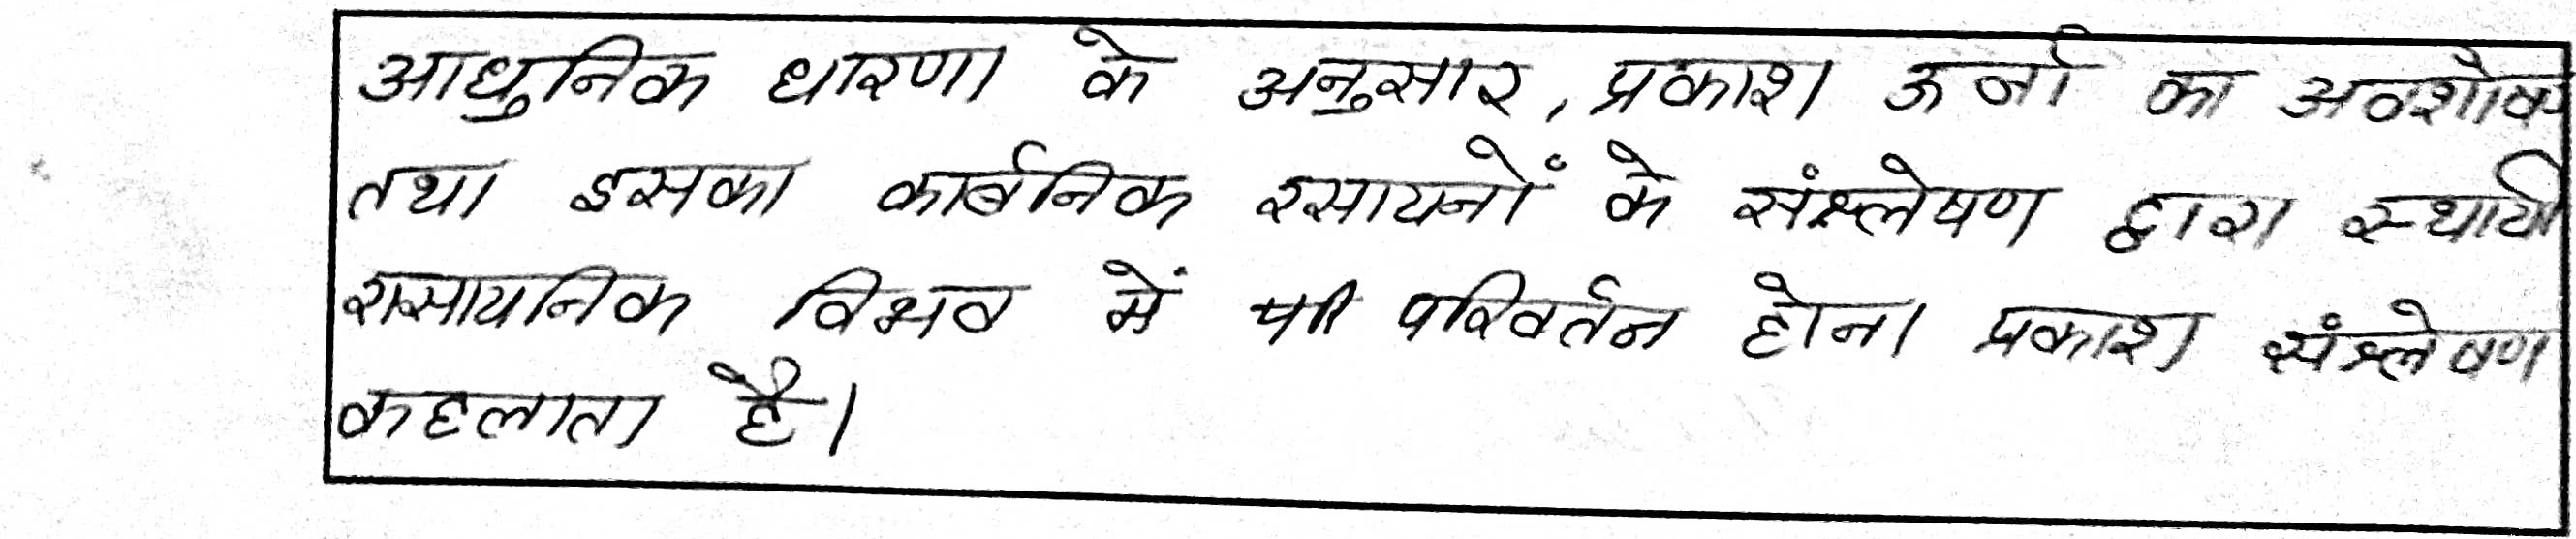 आधुनिक धारणा के अनुसार, प्रकाश ऊर्जा का अवशोषण
तथा इसका कार्बनिक रसायनों के संश्लेषण द्वारा स्थायी
रासायनिक विभव में परिवर्तन होना प्रकाश संश्लेषण
कहलाता है।